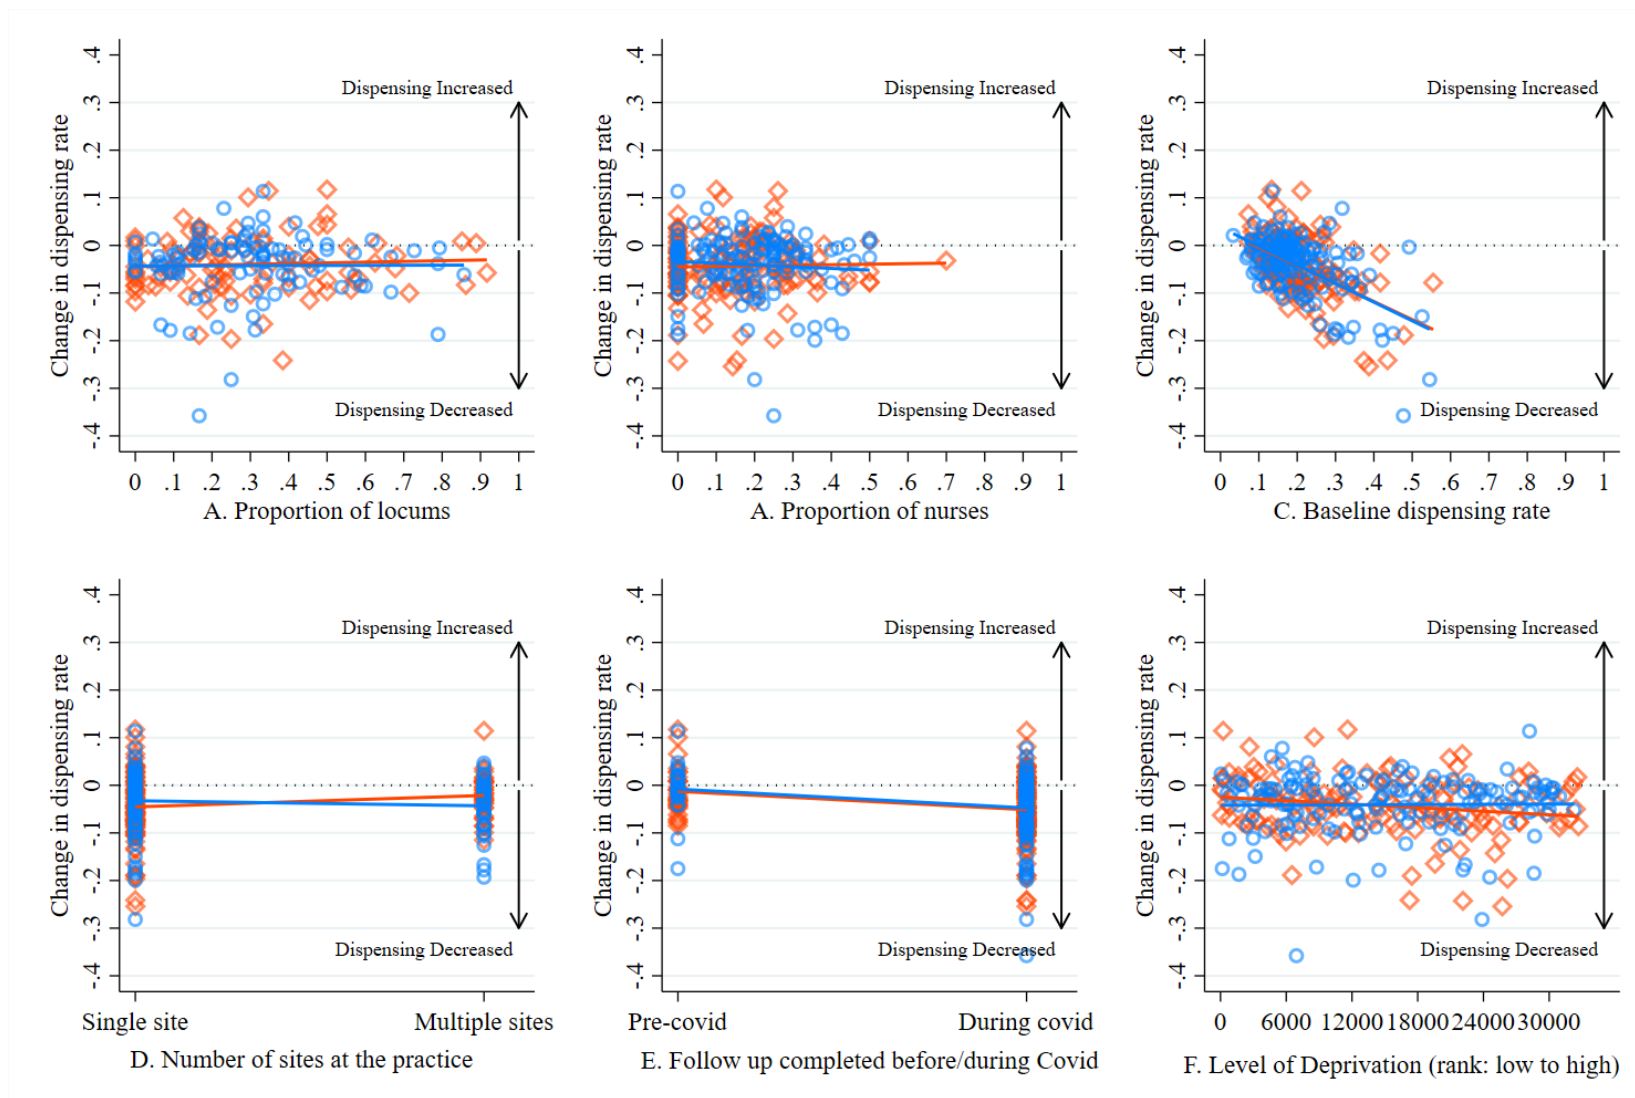 Change in dispensing rate
.4
.3
.2
.1
0
-.1
-.2
-.3
-.4
Dispensing Increased
Dispensing Decreased
0 .1 .2 .3 .4 .5 .6 .7 .8 .9 1
A. Proportion of locums
Change in dispensing rate
.4
.3
.2
.1
0
-.1
-.2
-.3
-.4
Dispensing Increased
Dispensing Decreased
0 .1 .2 .3 .4 .5 .6 .7 .8 .9 1
A. Proportion of nurses
Change in dispensing rate
.4
.3
.2
.1
0
-.1
-.2
-.3
-.4
Dispensing Increased
Dispensing Decreased
0 .1 .2 .3 .4 .5 .6 .7 .8 .9 1
C. Baseline dispensing rate
Change in dispensing rate
.4
.3
.2
.1
0
-.1
-.2
-.3
-.4
Dispensing Increased
Dispensing Decreased
Single site Multiple sites
D. Number of sites at the practice
Change in dispensing rate
.4
.3
.2
.1
0
-.1
-.2
-.3
-.4
Dispensing Increased
Dispensing Decreased
Pre-covid During covid
E. Follow up completed before/during Covid
Change in dispensing rate
.4
.3
.2
.1
0
-.1
-.2
-.3
-.4
Dispensing Increased
Dispensing Decreased
0 6000 12000 18000 24000 30000
F. Level of Deprivation (rank: low to high)